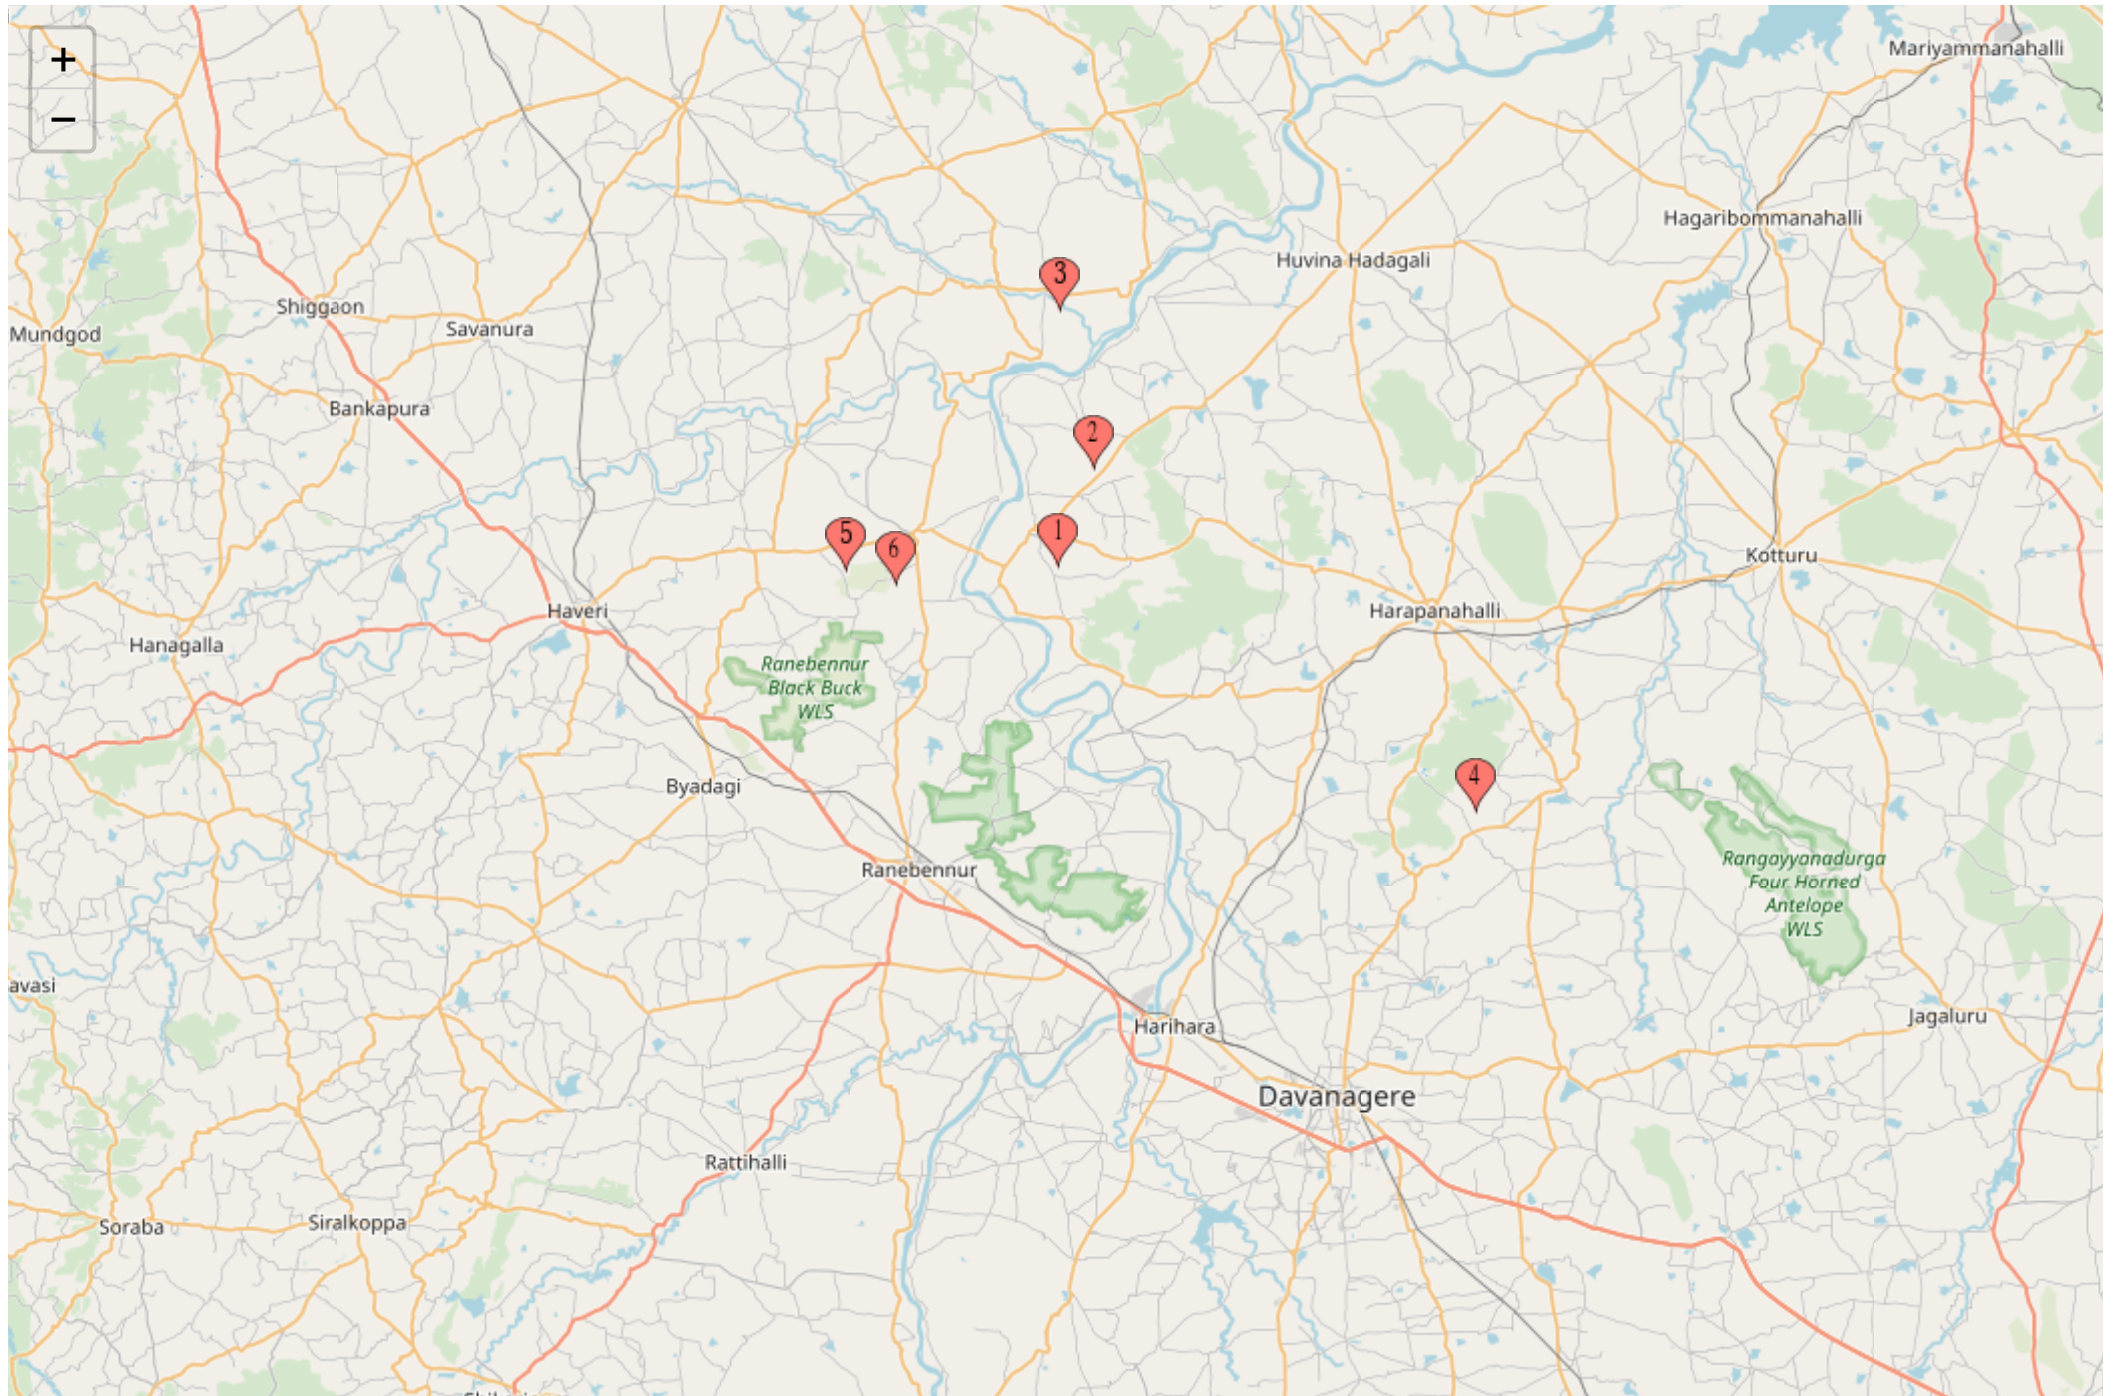 +
−
Mariyammanahalli
Hagaribommanahalli
Huvina Hadagali
3
Shiggaon
Savanura
Mundgod
Bankapura
2
1
5
6
Kotturu
Haveri
Harapanahalli
Hanagalla
Ranebennur
Black Buck
WLS
4
Byadagi
Ranebennur
Rangayyanadurga
Four Horned
Antelope
WLS
avasi
Jagaluru
Harihara
Davanagere
Rattihalli
Siralkoppa
Soraba